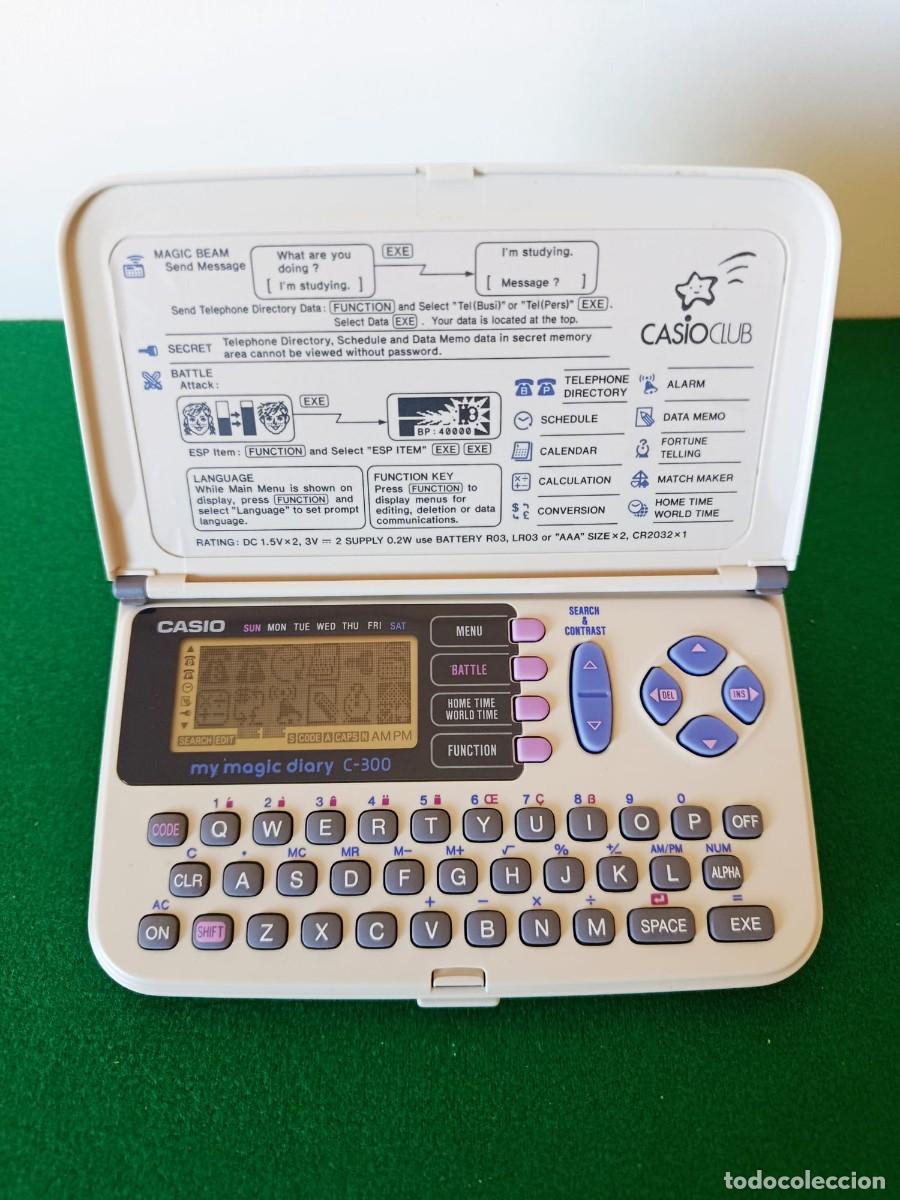 MAGIC BEAM
Send Message
What are you
doing ?
[ I'm studying. ]
EXE
I'm studying.
[ Message ? ]
Send Telephone Directory Data : FUNCTION and Select "Tel(Busi)" or "Tel(Pers)" EXE .
Select Data EXE . Your data is located at the top.
CASIOCLUB
SECRET
Telephone Directory, Schedule and Data Memo data in secret memory
area cannot be viewed without password.
BATTLE
Attack :
EXE
BP : 40000
ESP Item : FUNCTION and Select "ESP ITEM" EXE EXE
B P TELEPHONE
DIRECTORY
ALARM
SCHEDULE
DATA MEMO
CALENDAR
FORTUNE
TELLING
CALCULATION
MATCH MAKER
CONVERSION
HOME TIME
WORLD TIME
LANGUAGE
While Main Menu is shown on
display, press FUNCTION and
select "Language" to set prompt
language.
FUNCTION KEY
Press FUNCTION to
display menus for
editing, deletion or data
communications.
RATING: DC 1.5V×2, 3V ⎓ 2 SUPPLY 0.2W use BATTERY R03, LR03 or "AAA" SIZE×2, CR2032×1
CASIO SUN MON TUE WED THU FRI SAT
SEARCH EDIT S CODE A CAPS N AM PM
my magic diary C-300
MENU
BATTLE
HOME TIME
WORLD TIME
FUNCTION
SEARCH
&
CONTRAST
DEL INS
1 2 3 4 5 6 Œ 7 Ç 8 ß 9 0
CODE Q W E R T Y U I O P OFF
C • MC MR M− M+ √ % +/− AM/PM NUM
CLR A S D F G H J K L ALPHA
AC + − × ÷ =
ON SHIFT Z X C V B N M SPACE EXE
todocoleccion